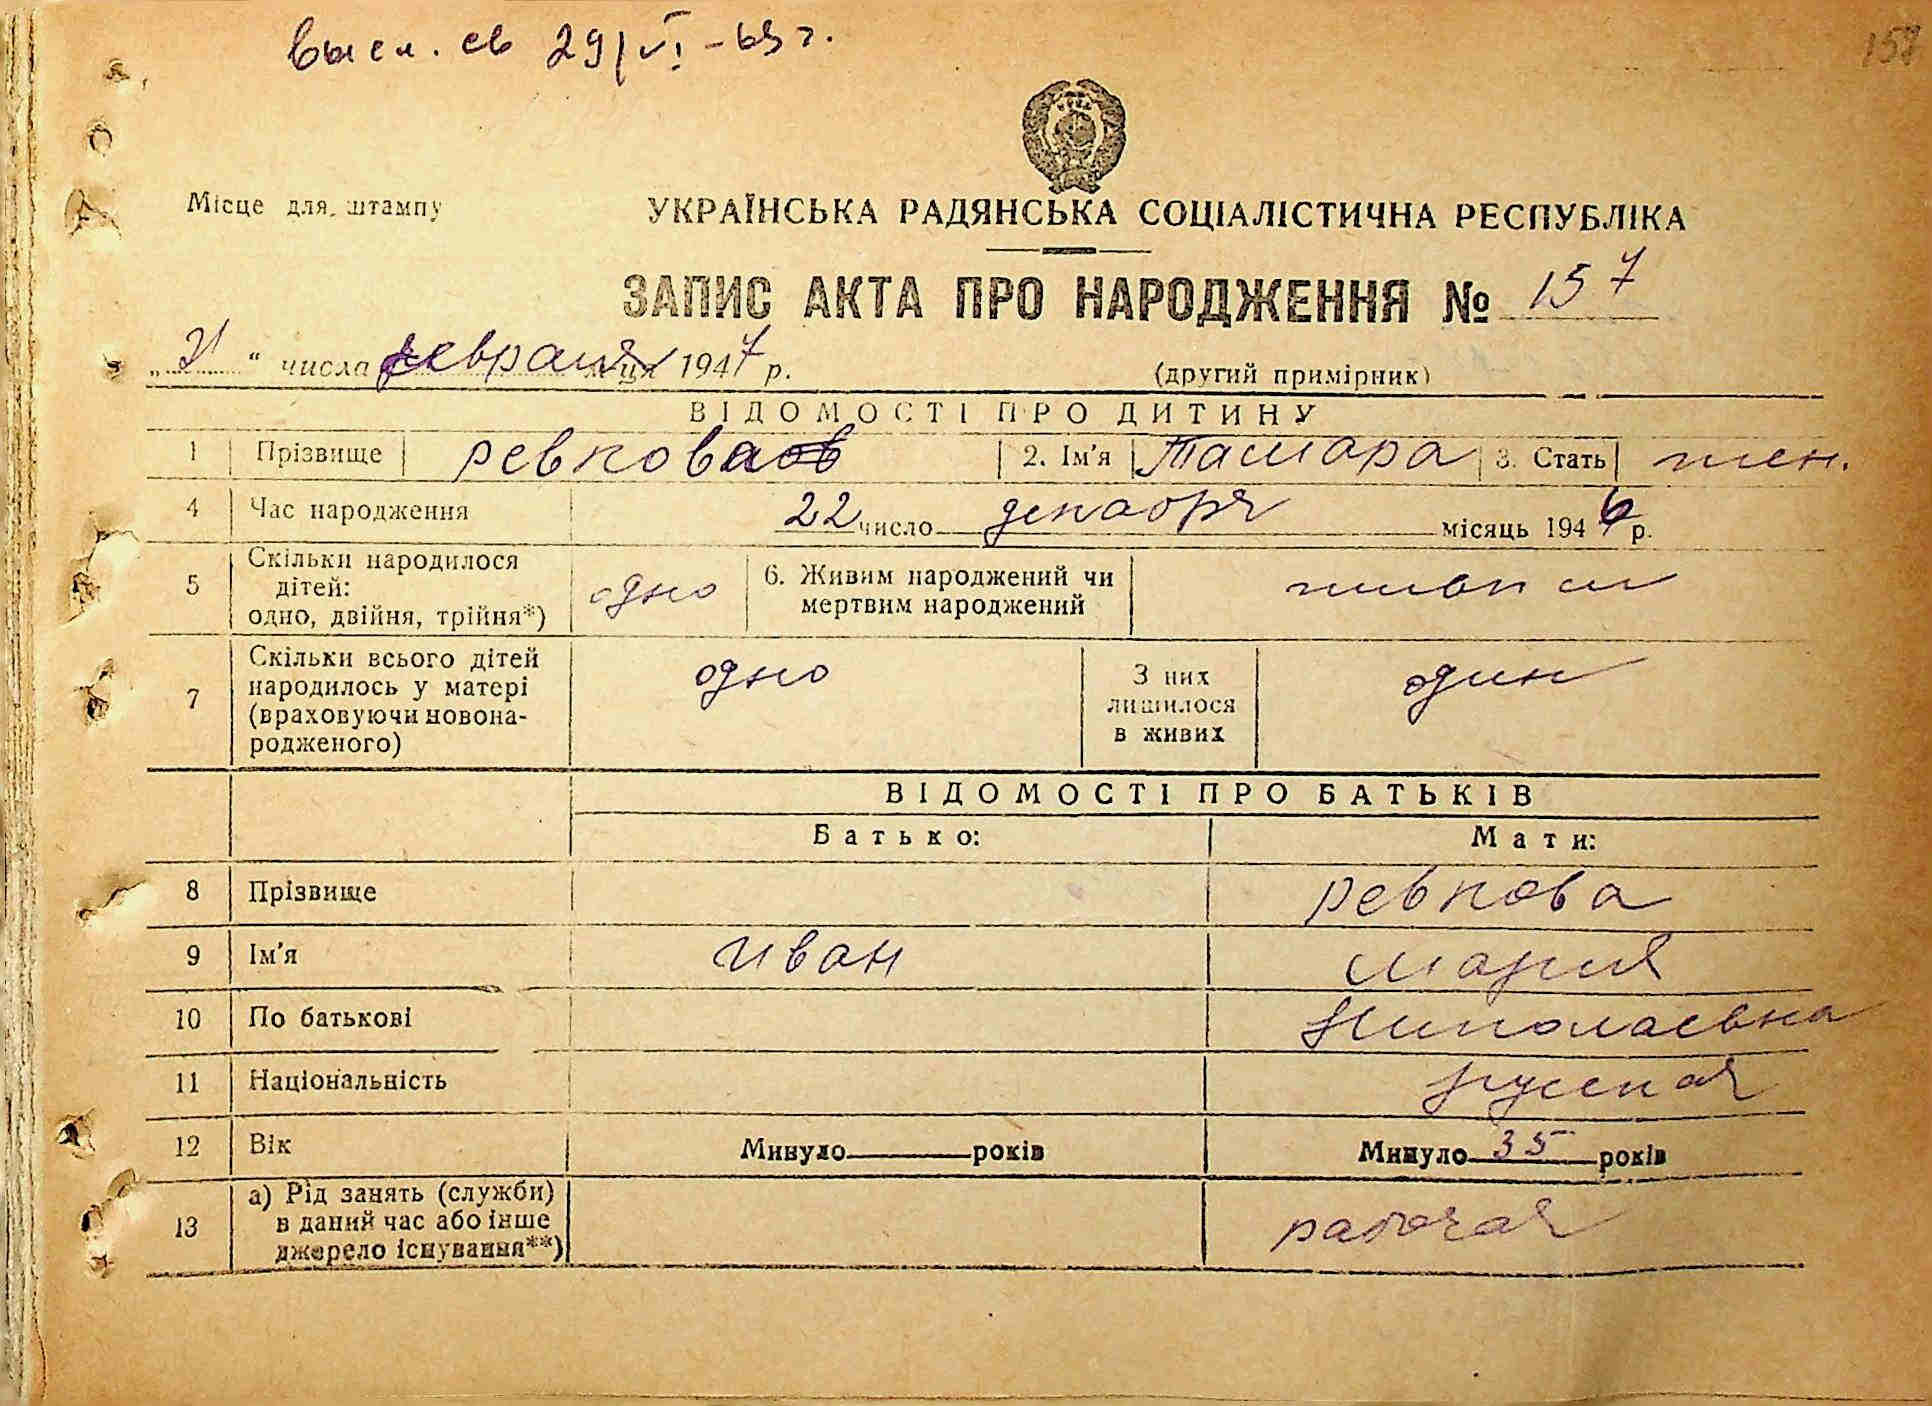 высл. св 29/VI-63 г.
157
Місце для штампу
УКРАЇНСЬКА РАДЯНСЬКА СОЦІАЛІСТИЧНА РЕСПУБЛІКА
ЗАПИС АКТА ПРО НАРОДЖЕННЯ № 157
„ “ числа февраля м-ця 1947 р.
(другий примірник)
ВІДОМОСТІ ПРО ДИТИНУ
1 Прізвище Ревкова 2. Ім'я Тамара 3. Стать жен.
4 Час народження 22 число декабря місяць 1946 р.
5 Скільки народилося дітей: одно, двійня, трійня*) одно 6. Живим народжений чи мертвим народжений живым
7 Скільки всього дітей народилось у матері (враховуючи новонародженого) одно З них лишилося в живих один
ВІДОМОСТІ ПРО БАТЬКІВ
Батько: Мати:
8 Прізвище Ревкова
9 Ім'я Иван Мария
10 По батькові Николаевна
11 Національність русская
12 Вік Минуло років Минуло 35 років
13 а) Рід занять (служби) в даний час або інше джерело існування**) рабочая